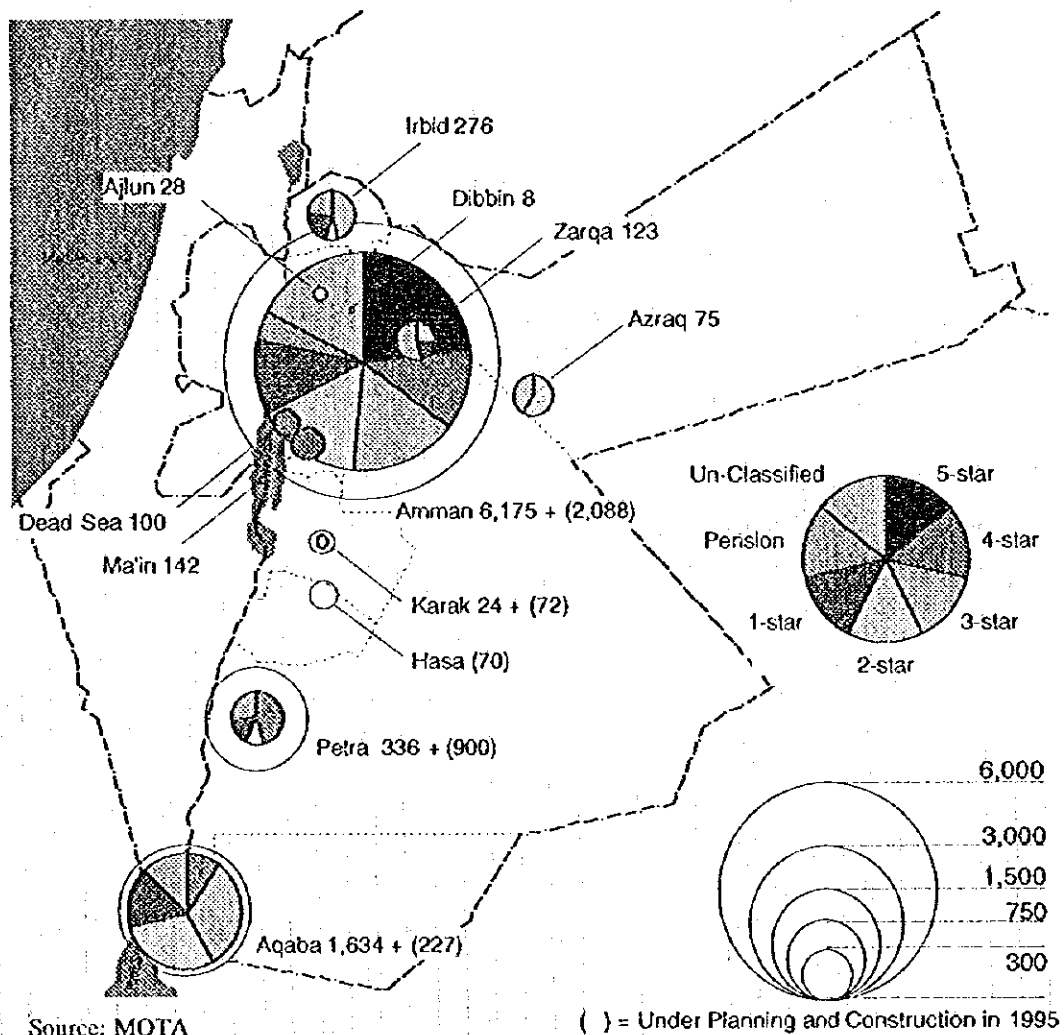 Irbid 276
Ajlun 28
Dibbin 8
Zarqa 123
Azraq 75
Dead Sea 100
Ma'in 142
Amman 6,175 + (2,088)
Karak 24 + (72)
Hasa (70)
Petra 336 + (900)
Aqaba 1,634 + (227)
Un-Classified
5-star
Pension
4-star
1-star
3-star
2-star
6,000
3,000
1,500
750
300
Source: MOTA
( ) = Under Planning and Construction in 1995